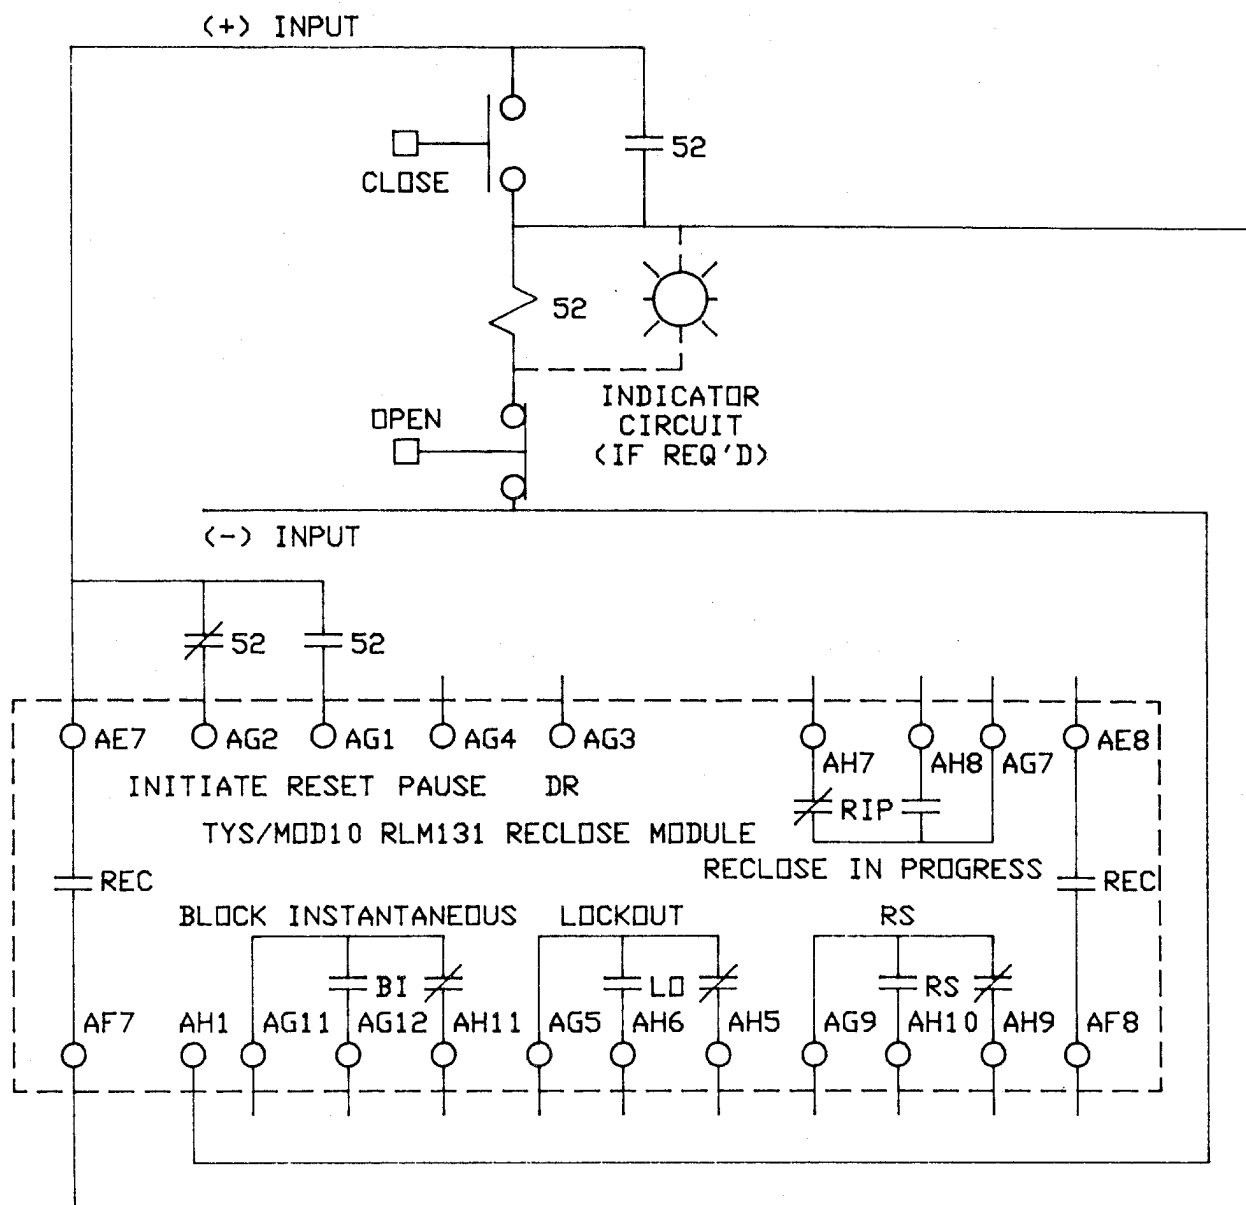 (+) INPUT
52
CLOSE
52
INDICATOR
CIRCUIT
(IF REQ'D)
OPEN
(-) INPUT
52
52
AE7
AG2
AG1
AG4
AG3
AH7
AH8
AG7
AE8
INITIATE RESET PAUSE DR
RIP
TYS/MOD10 RLM131 RECLOSE MODULE
RECLOSE IN PROGRESS
REC
REC
BLOCK INSTANTANEOUS
LOCKOUT
RS
BI
LO
RS
AF7
AH1
AG11
AG12
AH11
AG5
AH6
AH5
AG9
AH10
AH9
AF8